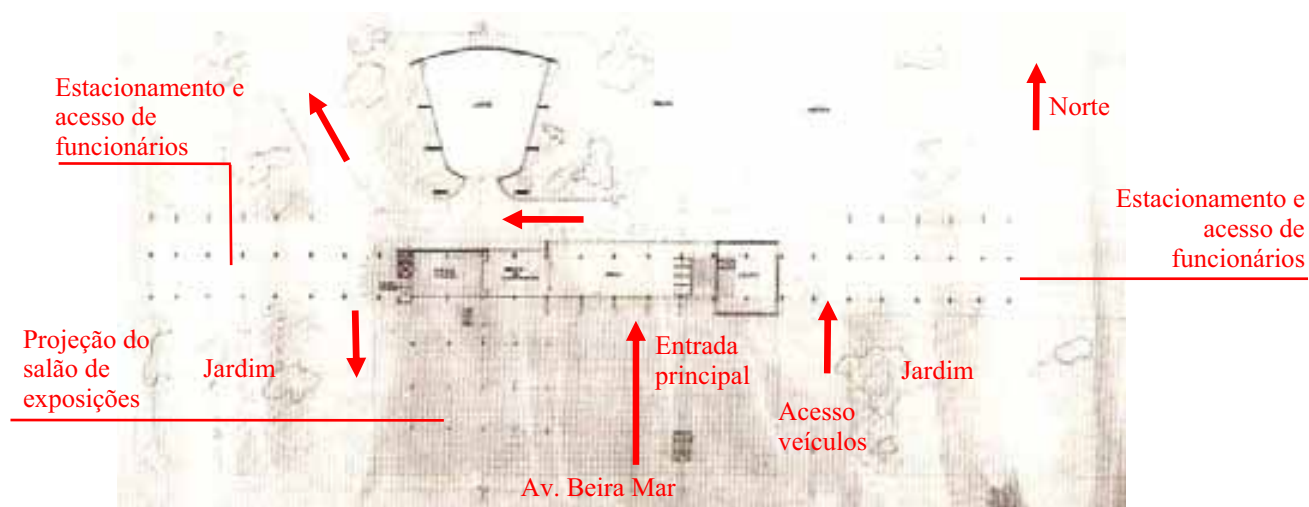 Estacionamento e
acesso de
funcionários
Norte
Estacionamento e
acesso de
funcionários
Projeção do
salão de
exposições
Jardim
Entrada
principal
Jardim
Acesso
veículos
Av. Beira Mar